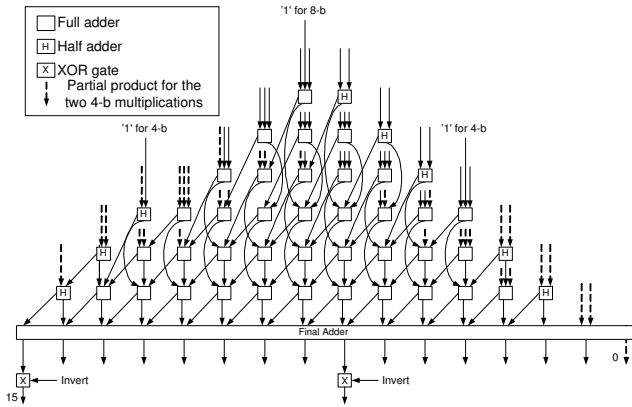 '1' for 8-b
Full adder
H Half adder
X XOR gate
Partial product for the
two 4-b multiplications
H
'1' for 4-b
H
'1' for 4-b
H
H
H
H
H
H
Final Adder
0
X Invert
X Invert
15